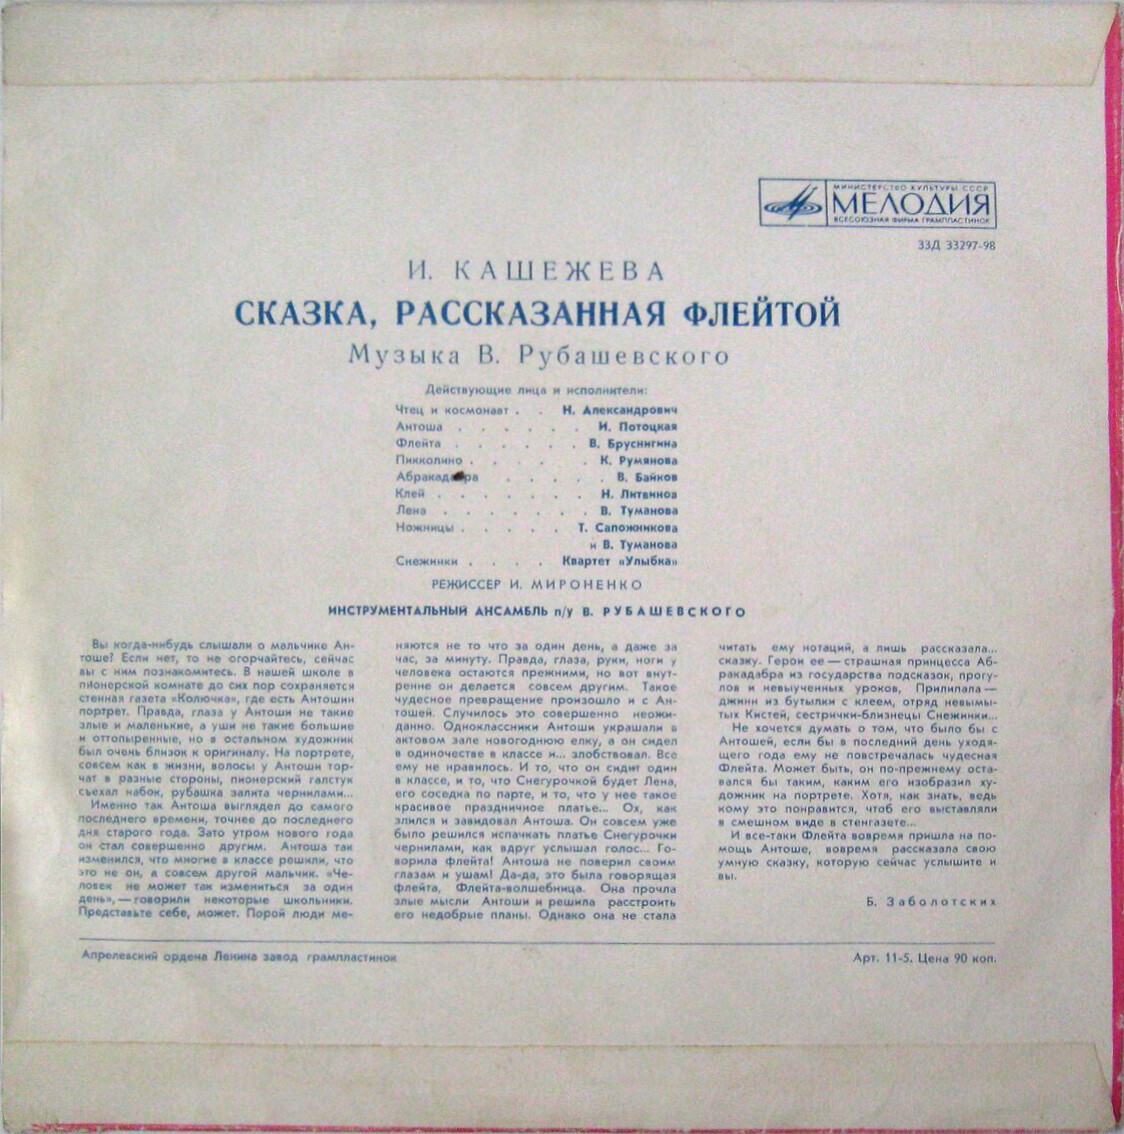 МИНИСТЕРСТВО КУЛЬТУРЫ СССР
МЕЛОДИЯ
ВСЕСОЮЗНАЯ ФИРМА ГРАМПЛАСТИНОК
33Д 33297-98
И. КАШЕЖЕВА
СКАЗКА, РАССКАЗАННАЯ ФЛЕЙТОЙ
Музыка В. Рубашевского
Действующие лица и исполнители:
Чтец и космонавт . . Н. Александрович
Антоша . . . . . . И. Потоцкая
Флейта . . . . . . В. Бруснигина
Пикколино . . . . . К. Румянова
Абракадабра . . . . . В. Байков
Клей . . . . . . . Н. Литвинов
Лена . . . . . . . В. Туманова
Ножницы . . . . . Т. Сапожникова
и В. Туманова
Снежинки . . . . Квартет «Улыбка»
РЕЖИССЕР И. МИРОНЕНКО
ИНСТРУМЕНТАЛЬНЫЙ АНСАМБЛЬ п/у В. РУБАШЕВСКОГО
Вы когда-нибудь слышали о мальчике Ан-
тоше? Если нет, то не огорчайтесь, сейчас
вы с ним познакомитесь. В нашей школе в
пионерской комнате до сих пор сохраняется
стенная газета «Колючка», где есть Антошин
портрет. Правда, глаза у Антоши не такие
злые и маленькие, а уши не такие большие
и оттопыренные, но в остальном художник
был очень близок к оригиналу. На портрете,
совсем как в жизни, волосы у Антоши тор-
чат в разные стороны, пионерский галстук
съехал набок, рубашка залита чернилами...
Именно так Антоша выглядел до самого
последнего времени, точнее до последнего
дня старого года. Зато утром нового года
он стал совершенно другим. Антоша так
изменился, что многие в классе решили, что
это не он, а совсем другой мальчик. «Че-
ловек не может так измениться за один
день»,—говорили некоторые школьники.
Представьте себе, может. Порой люди ме-
няются не то что за один день, а даже за
час, за минуту. Правда, глаза, руки, ноги у
человека остаются прежними, но вот внут-
ренне он делается совсем другим. Такое
чудесное превращение произошло и с Ан-
тошей. Случилось это совершенно неожи-
данно. Одноклассники Антоши украшали в
актовом зале новогоднюю елку, а он сидел
в одиночестве в классе и... злобствовал. Все
ему не нравилось. И то, что он сидит один
в классе, и то, что Снегурочкой будет Лена,
его соседка по парте, и то, что у нее такое
красивое праздничное платье... Ох, как
злился и завидовал Антоша. Он совсем уже
было решился испачкать платье Снегурочки
чернилами, как вдруг услышал голос... Го-
ворила флейта! Антоша не поверил своим
глазам и ушам! Да-да, это была говорящая
флейта, Флейта-волшебница. Она прочла
злые мысли Антоши и решила расстроить
его недобрые планы. Однако она не стала
читать ему нотаций, а лишь рассказала...
сказку. Герои ее — страшная принцесса Аб-
ракадабра из государства подсказок, прогу-
лов и невыученных уроков, Прилипала —
джинн из бутылки с клеем, отряд невымы-
тых Кистей, сестрички-близнецы Снежинки...
Не хочется думать о том, что было бы с
Антошей, если бы в последний день уходя-
щего года ему не повстречалась чудесная
Флейта. Может быть, он по-прежнему оста-
вался бы таким, каким его изобразил ху-
дожник на портрете. Хотя, как знать, ведь
кому это понравится, чтоб его выставляли
в смешном виде в стенгазете...
И все-таки Флейта вовремя пришла на по-
мощь Антоше, вовремя рассказала свою
умную сказку, которую сейчас услышите и
вы.
Б. Заболотских
Апрелевский ордена Ленина завод грампластинок
Арт. 11-5. Цена 90 коп.